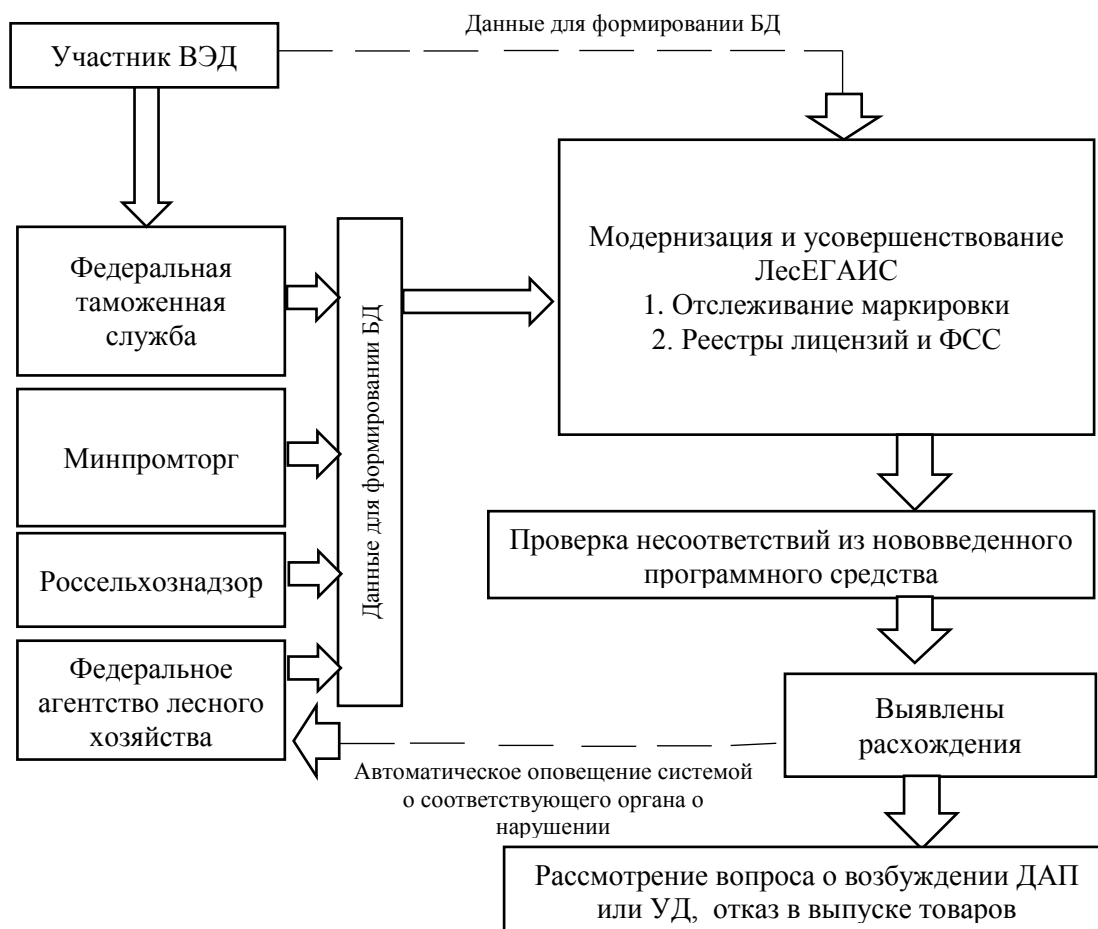 Данные для формировании БД
Участник ВЭД
Федеральная
таможенная
служба
Минпромторг
Россельхознадзор
Федеральное
агентство лесного
хозяйства
Данные для формировании БД
Модернизация и усовершенствование
ЛесЕГАИС
1. Отслеживание маркировки
2. Реестры лицензий и ФСС
Проверка несоответствий из нововведенного
программного средства
Выявлены
расхождения
Автоматическое оповещение системой
о соответствующего органа о
нарушении
Рассмотрение вопроса о возбуждении ДАП
или УД, отказ в выпуске товаров